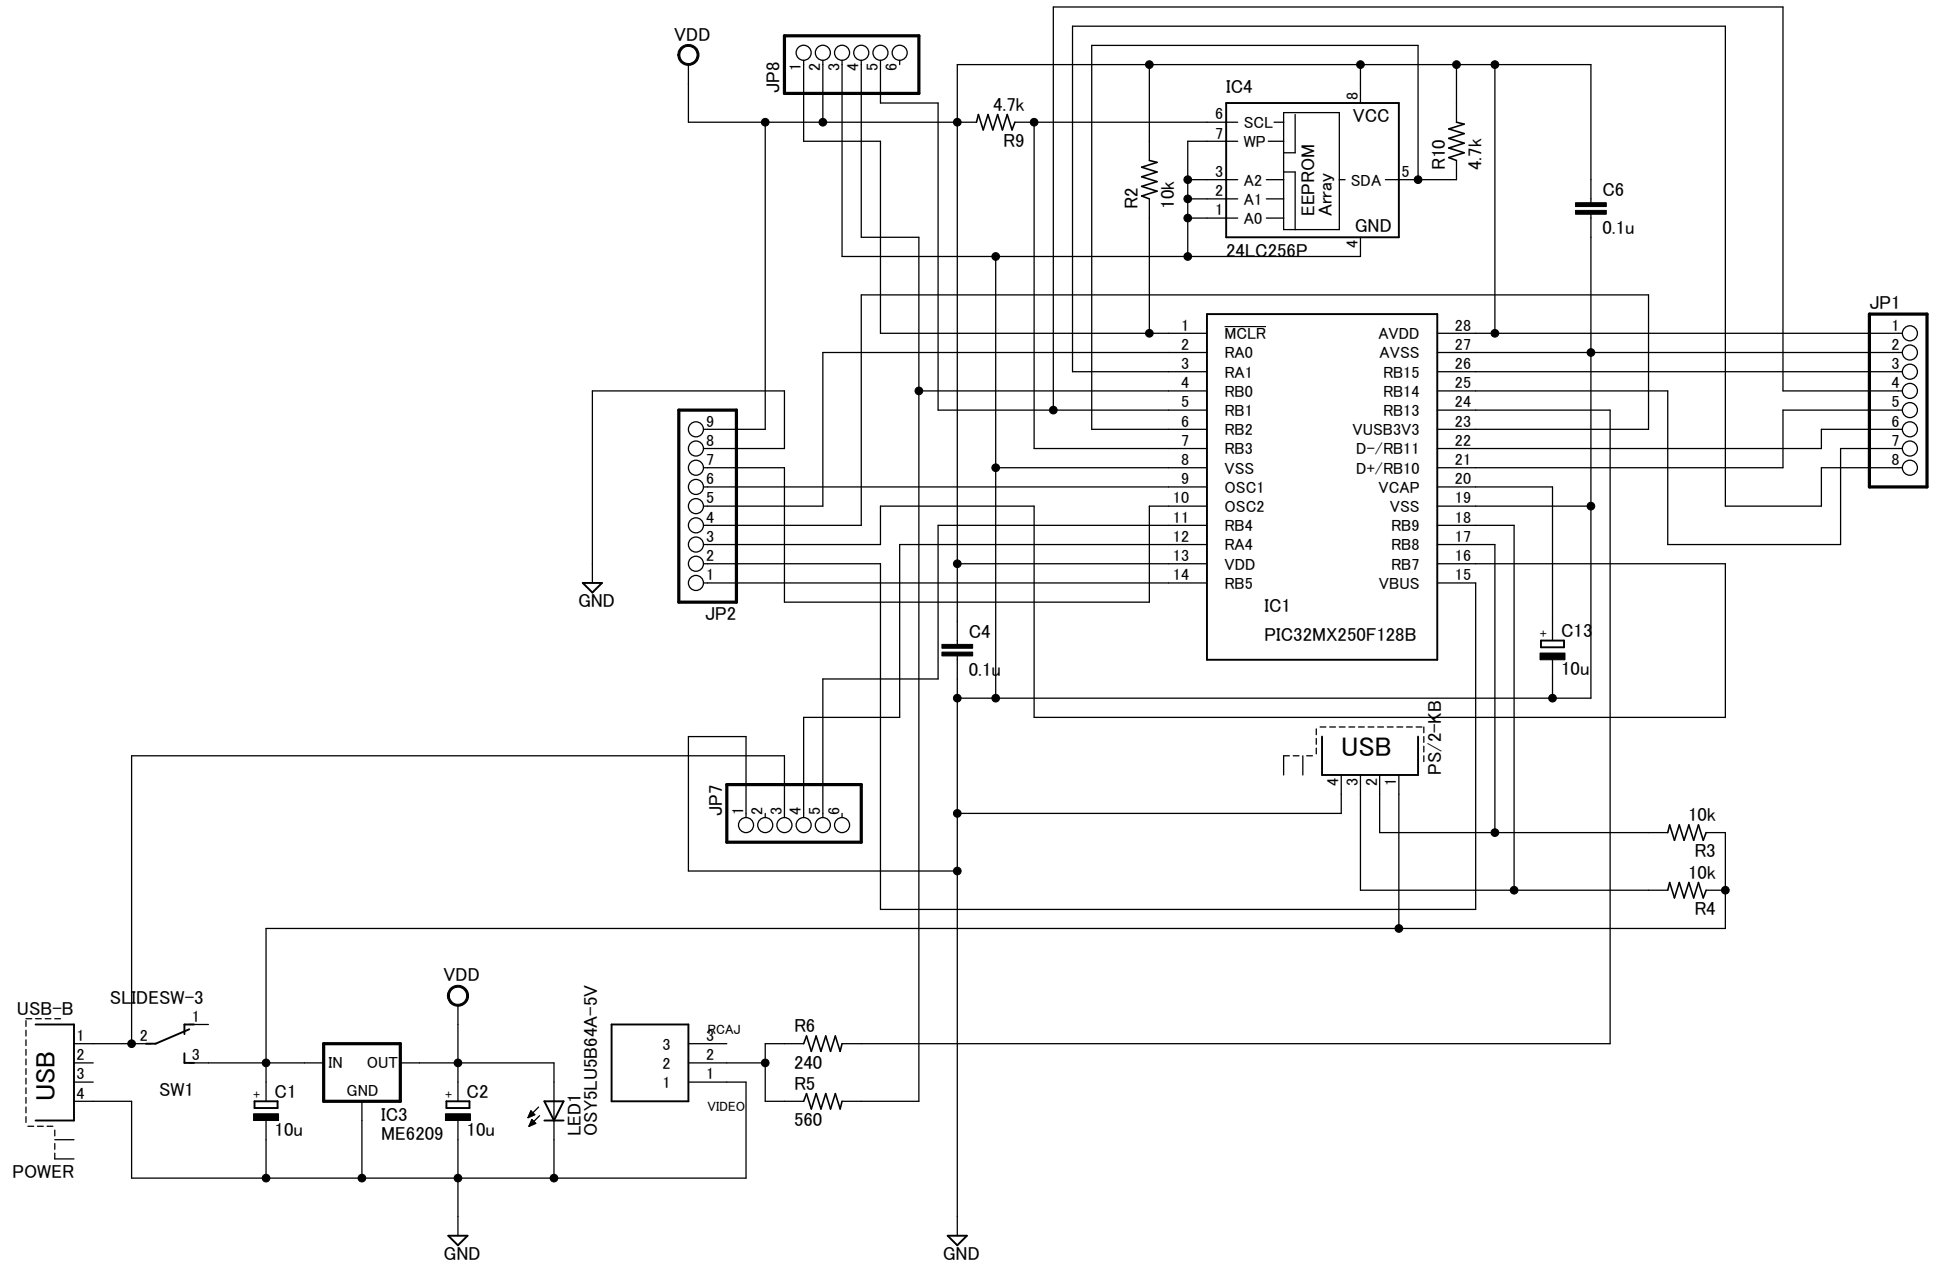 VDD
JP8
1
2
3
4
5
6
4.7k
R9
R2
10k
IC4
6 SCL
7 WP
3 A2
2 A1
1 A0
EEPROM
Array
8
VCC
SDA 5
GND
4
24LC256P
R10
4.7k
C6
0.1u
JP1
1
2
3
4
5
6
7
8
1 MCLR AVDD 28
2 RA0 AVSS 27
3 RA1 RB15 26
4 RB0 RB14 25
5 RB1 RB13 24
6 RB2 VUSB3V3 23
7 RB3 D-/RB11 22
8 VSS D+/RB10 21
9 OSC1 VCAP 20
10 OSC2 VSS 19
11 RB4 RB9 18
12 RA4 RB8 17
13 VDD RB7 16
14 RB5 VBUS 15
IC1
PIC32MX250F128B
9
8
7
6
5
4
3
2
1
JP2
GND
C4
0.1u
+
C13
10u
JP7
1
2
3
4
5
6
USB
PS/2-KB
4
3
2
1
10k
R3
10k
R4
USB-B
USB
1
2
3
4
POWER
SLIDESW-3
1
2
3
SW1
+
C1
10u
IN OUT
GND
IC3
ME6209
VDD
+
C2
10u
LED1
OSY5LU5B64A-5V
RCAJ
3 3
2 2
1 1
VIDEO
R6
240
R5
560
GND
GND